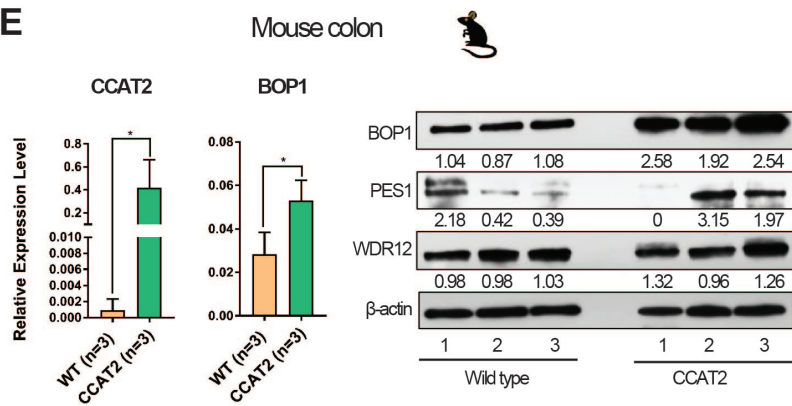 E
Mouse colon
CCAT2
BOP1
Relative Expression Level
0.8
0.6
0.4
0.2
0.010
0.008
0.006
0.004
0.002
0.000
*
WT (n=3)
CCAT2 (n=3)
0.08
0.06
0.04
0.02
0.00
*
WT (n=3)
CCAT2 (n=3)
BOP1
1.04 0.87 1.08 2.58 1.92 2.54
PES1
2.18 0.42 0.39 0 3.15 1.97
WDR12
0.98 0.98 1.03 1.32 0.96 1.26
β-actin
1 2 3 1 2 3
Wild type CCAT2